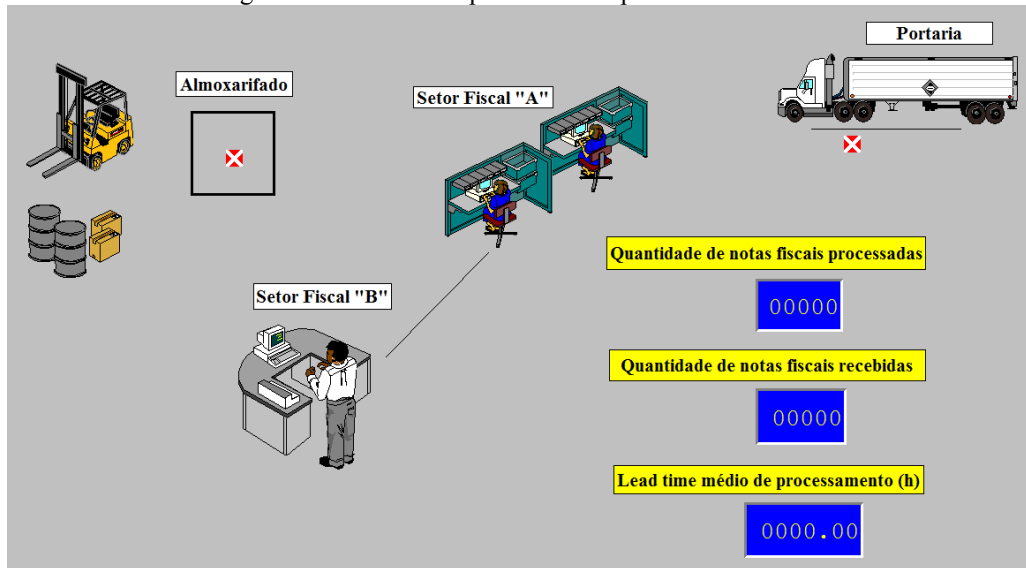 Portaria
Almoxarifado
Setor Fiscal "A"
Quantidade de notas fiscais processadas
00000
Setor Fiscal "B"
Quantidade de notas fiscais recebidas
00000
Lead time médio de processamento (h)
0000.00